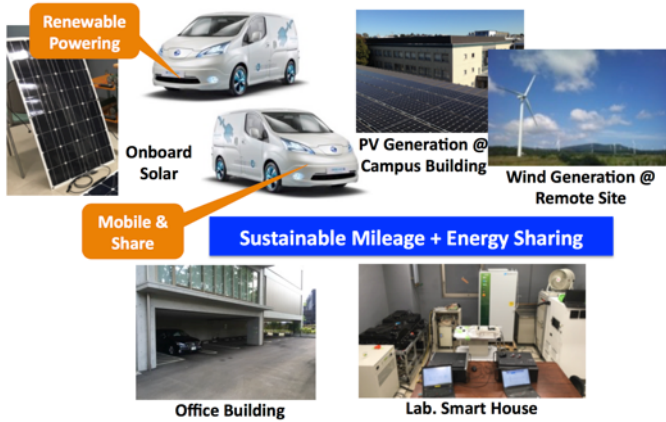 Renewable
Powering
Onboard
Solar
PV Generation @
Campus Building
Wind Generation @
Remote Site
Mobile &
Share
Sustainable Mileage + Energy Sharing
Office Building
Lab. Smart House